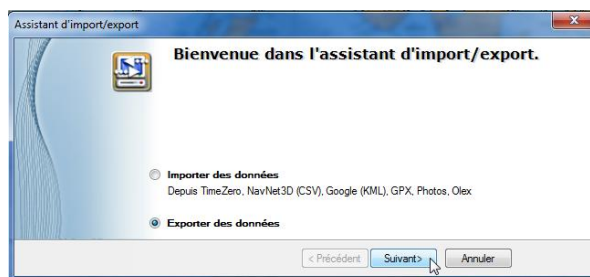 Assistant d'import/export
Bienvenue dans l'assistant d'import/export.
Importer des données
Depuis TimeZero, NavNet3D (CSV), Google (KML), GPX, Photos, Olex
Exporter des données
< Précédent Suivant> Annuler